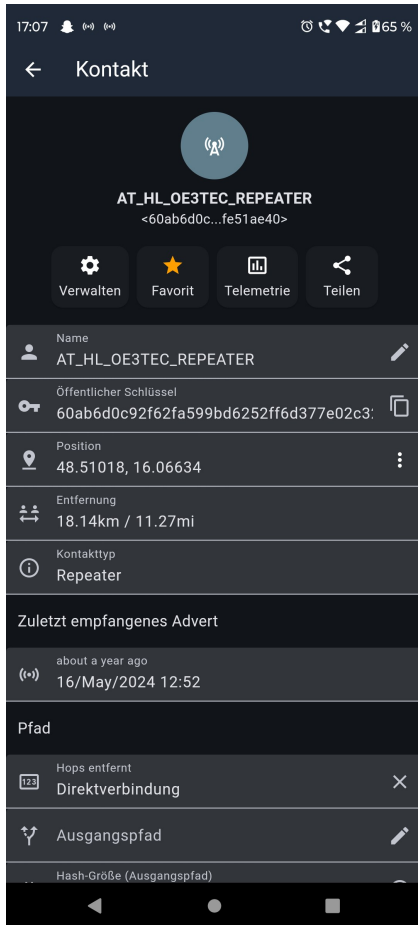 17:07
65 %
Kontakt
AT_HL_OE3TEC_REPEATER
<60ab6d0c...fe51ae40>
Verwalten
Favorit
Telemetrie
Teilen
Name
AT_HL_OE3TEC_REPEATER
Öffentlicher Schlüssel
60ab6d0c92f62fa599bd6252ff6d377e02c3
Position
48.51018, 16.06634
Entfernung
18.14km / 11.27mi
Kontakttyp
Repeater
Zuletzt empfangenes Advert
about a year ago
16/May/2024 12:52
Pfad
123
Hops entfernt
Direktverbindung
Ausgangspfad
Hash-Größe (Ausgangspfad)